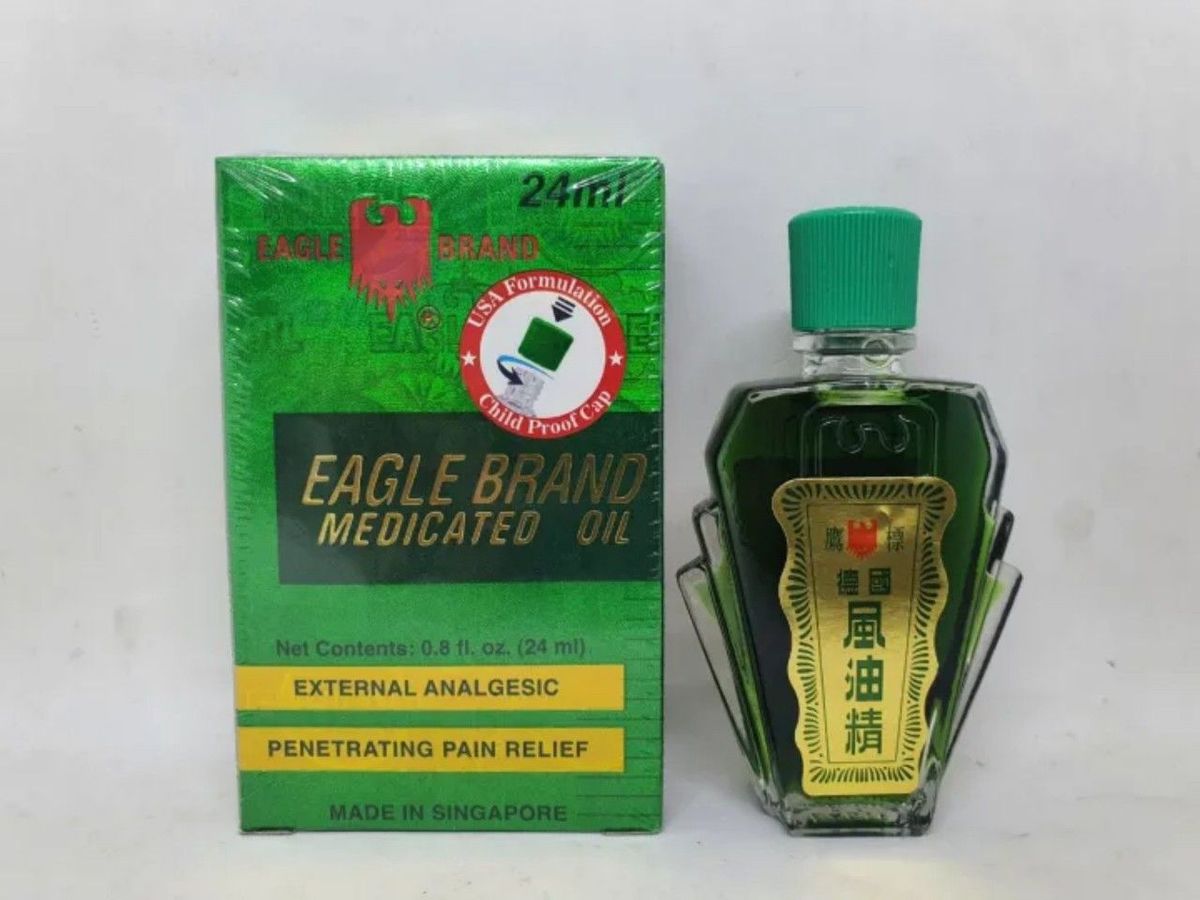 24ml
EAGLE BRAND
®
USA Formulation
Child Proof Cap
EAGLE BRAND
MEDICATED OIL
Net Contents: 0.8 fl. oz. (24 ml)
EXTERNAL ANALGESIC
PENETRATING PAIN RELIEF
MADE IN SINGAPORE
鷹標
德國
風
油
精